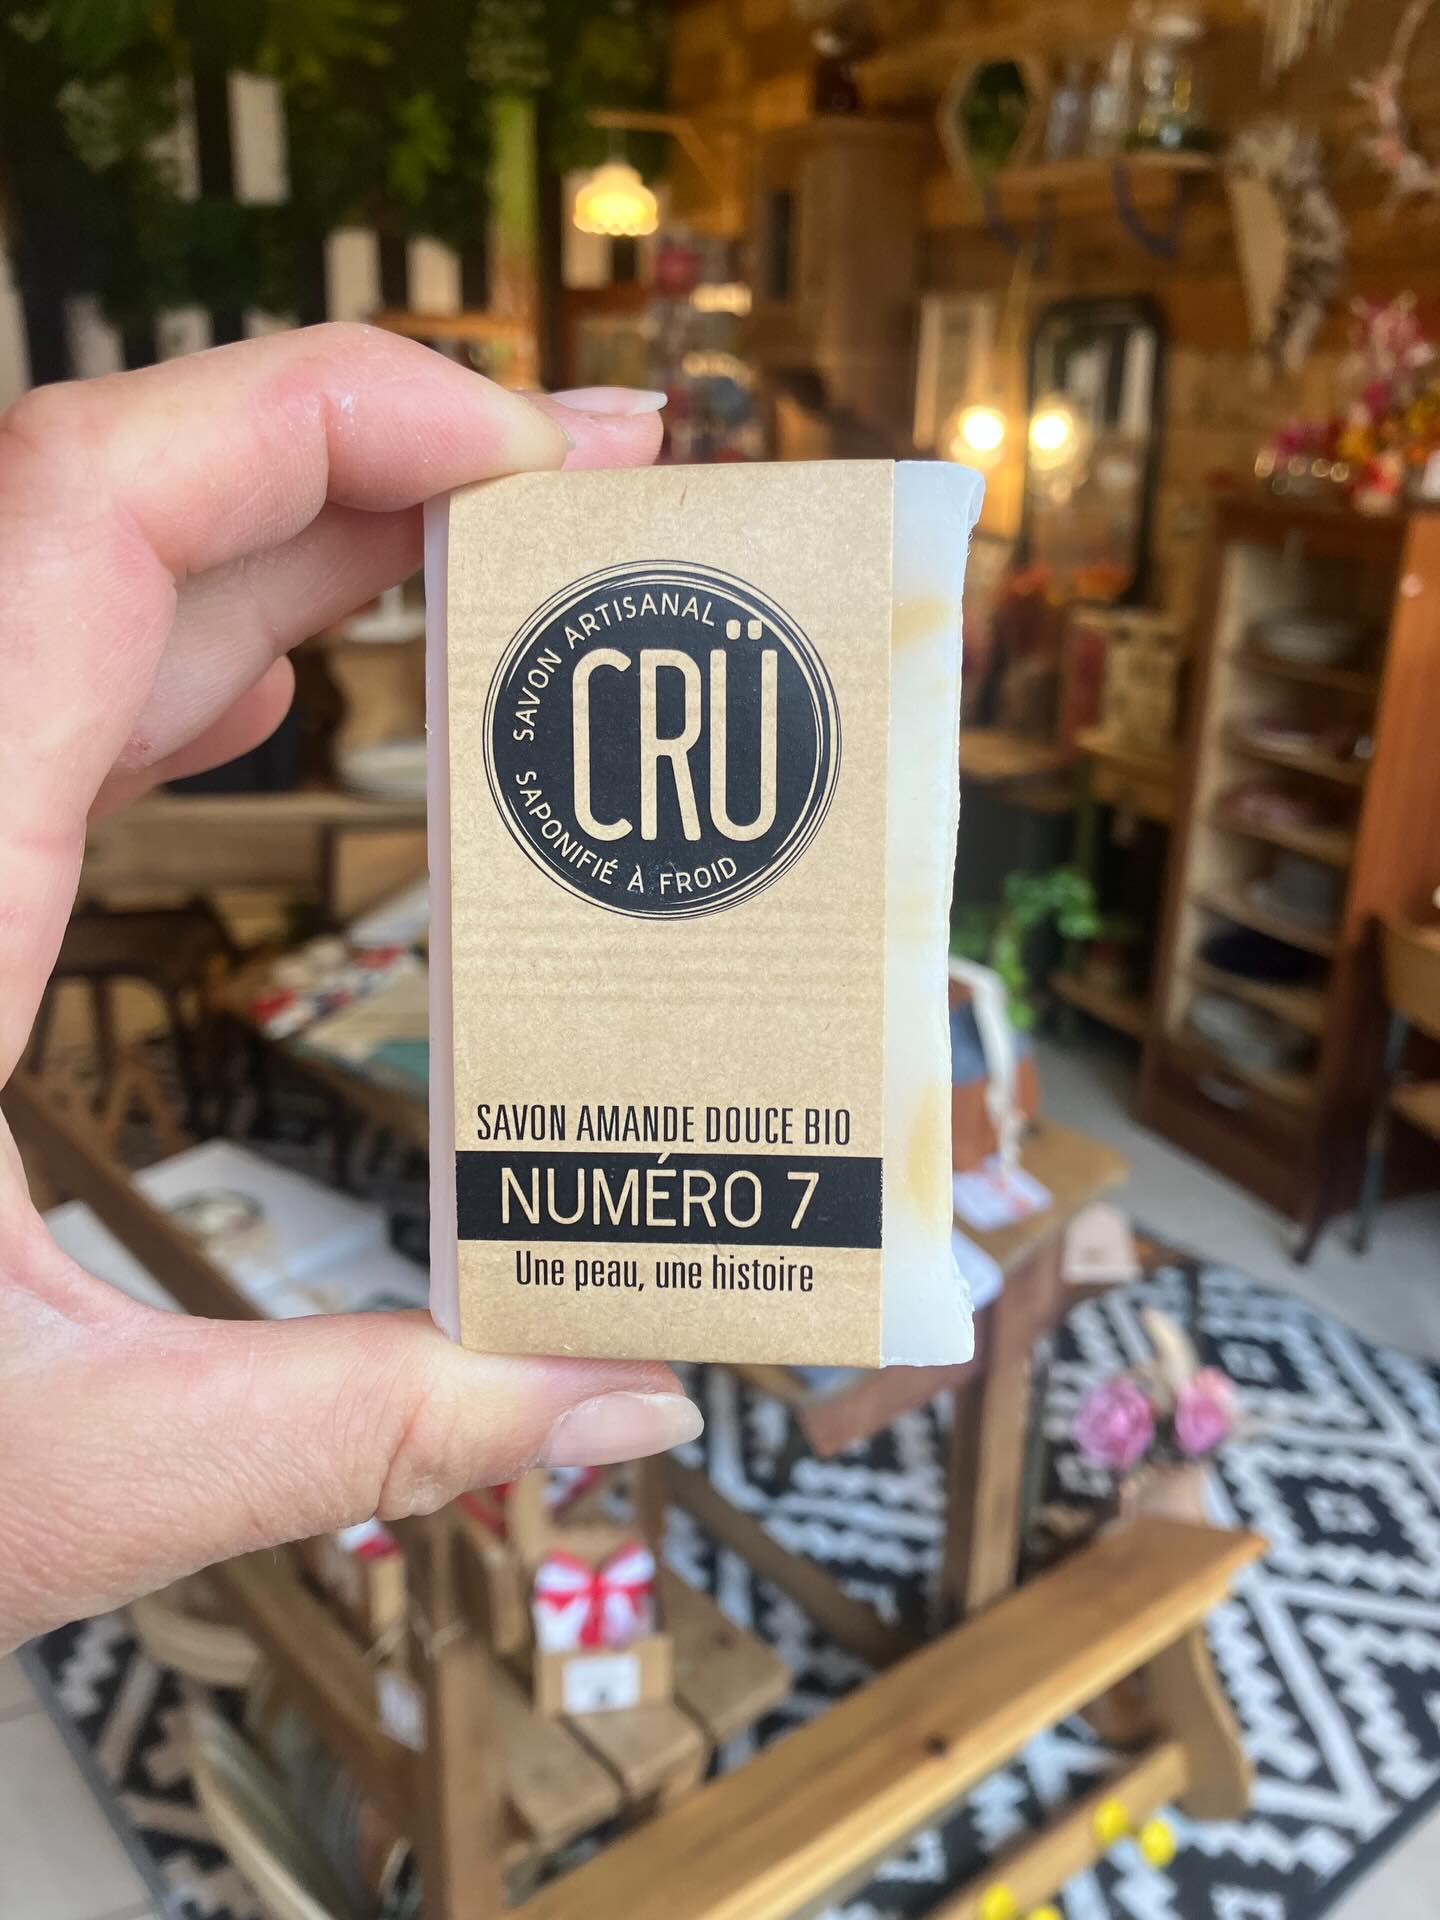 SAVON ARTISANAL
CRÜ
SAPONIFIÉ À FROID
SAVON AMANDE DOUCE BIO
NUMÉRO 7
Une peau, une histoire